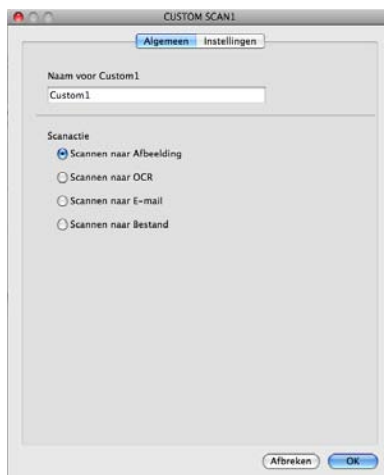 CUSTOM SCAN1
Algemeen Instellingen
Naam voor Custom1
Custom1
Scanactie
Scannen naar Afbeelding
Scannen naar OCR
Scannen naar E-mail
Scannen naar Bestand
Afbreken OK